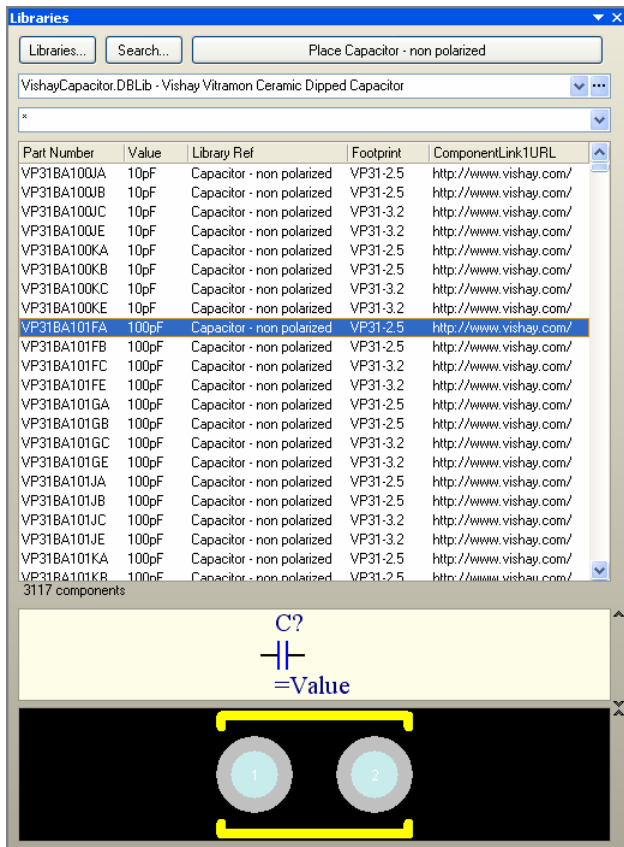 Libraries
Libraries... Search... Place Capacitor - non polarized
VishayCapacitor.DBLib - Vishay Vitramon Ceramic Dipped Capacitor ...
*
Part Number Value Library Ref Footprint ComponentLink1URL
VP31BA100JA 10pF Capacitor - non polarized VP31-2.5 http://www.vishay.com/
VP31BA100JB 10pF Capacitor - non polarized VP31-2.5 http://www.vishay.com/
VP31BA100JC 10pF Capacitor - non polarized VP31-3.2 http://www.vishay.com/
VP31BA100JE 10pF Capacitor - non polarized VP31-3.2 http://www.vishay.com/
VP31BA100KA 10pF Capacitor - non polarized VP31-2.5 http://www.vishay.com/
VP31BA100KB 10pF Capacitor - non polarized VP31-2.5 http://www.vishay.com/
VP31BA100KC 10pF Capacitor - non polarized VP31-3.2 http://www.vishay.com/
VP31BA100KE 10pF Capacitor - non polarized VP31-3.2 http://www.vishay.com/
VP31BA101FA 100pF Capacitor - non polarized VP31-2.5 http://www.vishay.com/
VP31BA101FB 100pF Capacitor - non polarized VP31-2.5 http://www.vishay.com/
VP31BA101FC 100pF Capacitor - non polarized VP31-3.2 http://www.vishay.com/
VP31BA101FE 100pF Capacitor - non polarized VP31-3.2 http://www.vishay.com/
VP31BA101GA 100pF Capacitor - non polarized VP31-2.5 http://www.vishay.com/
VP31BA101GB 100pF Capacitor - non polarized VP31-2.5 http://www.vishay.com/
VP31BA101GC 100pF Capacitor - non polarized VP31-3.2 http://www.vishay.com/
VP31BA101GE 100pF Capacitor - non polarized VP31-3.2 http://www.vishay.com/
VP31BA101JA 100pF Capacitor - non polarized VP31-2.5 http://www.vishay.com/
VP31BA101JB 100pF Capacitor - non polarized VP31-2.5 http://www.vishay.com/
VP31BA101JC 100pF Capacitor - non polarized VP31-3.2 http://www.vishay.com/
VP31BA101JE 100pF Capacitor - non polarized VP31-3.2 http://www.vishay.com/
VP31BA101KA 100pF Capacitor - non polarized VP31-2.5 http://www.vishay.com/
VP31BA101KB 100pF Capacitor - non polarized VP31-2.5 http://www.vishay.com/
3117 components
C?
=Value
1 2